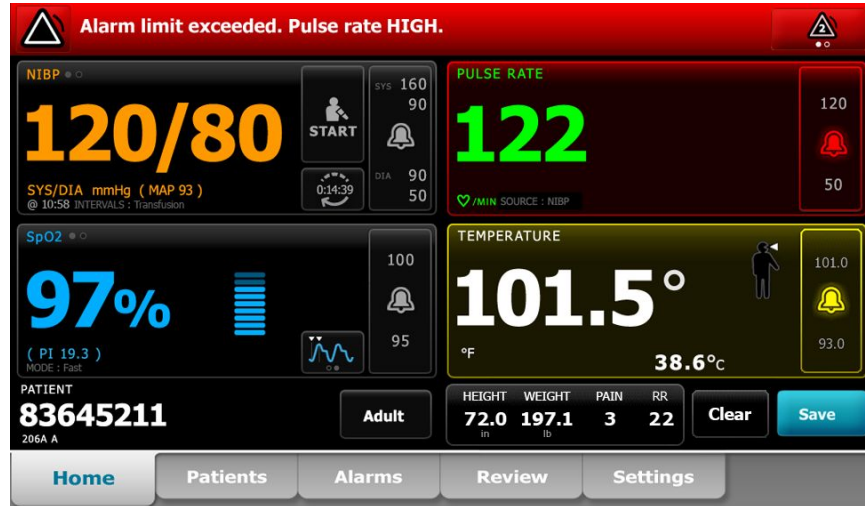 Alarm limit exceeded. Pulse rate HIGH.
2
NIBP
120/80
SYS/DIA mmHg ( MAP 93 )
@ 10:58 INTERVALS : Transfusion
START
0:14:39
SYS 160
90
DIA 90
50
PULSE RATE
122
/MIN SOURCE : NIBP
120
50
SpO2
97%
( PI 19.3 )
MODE : Fast
100
95
TEMPERATURE
101.5°
°F
38.6°C
101.0
93.0
PATIENT
83645211
206A A
Adult
HEIGHT WEIGHT PAIN RR
72.0 197.1 3 22
in lb
Clear
Save
Home Patients Alarms Review Settings